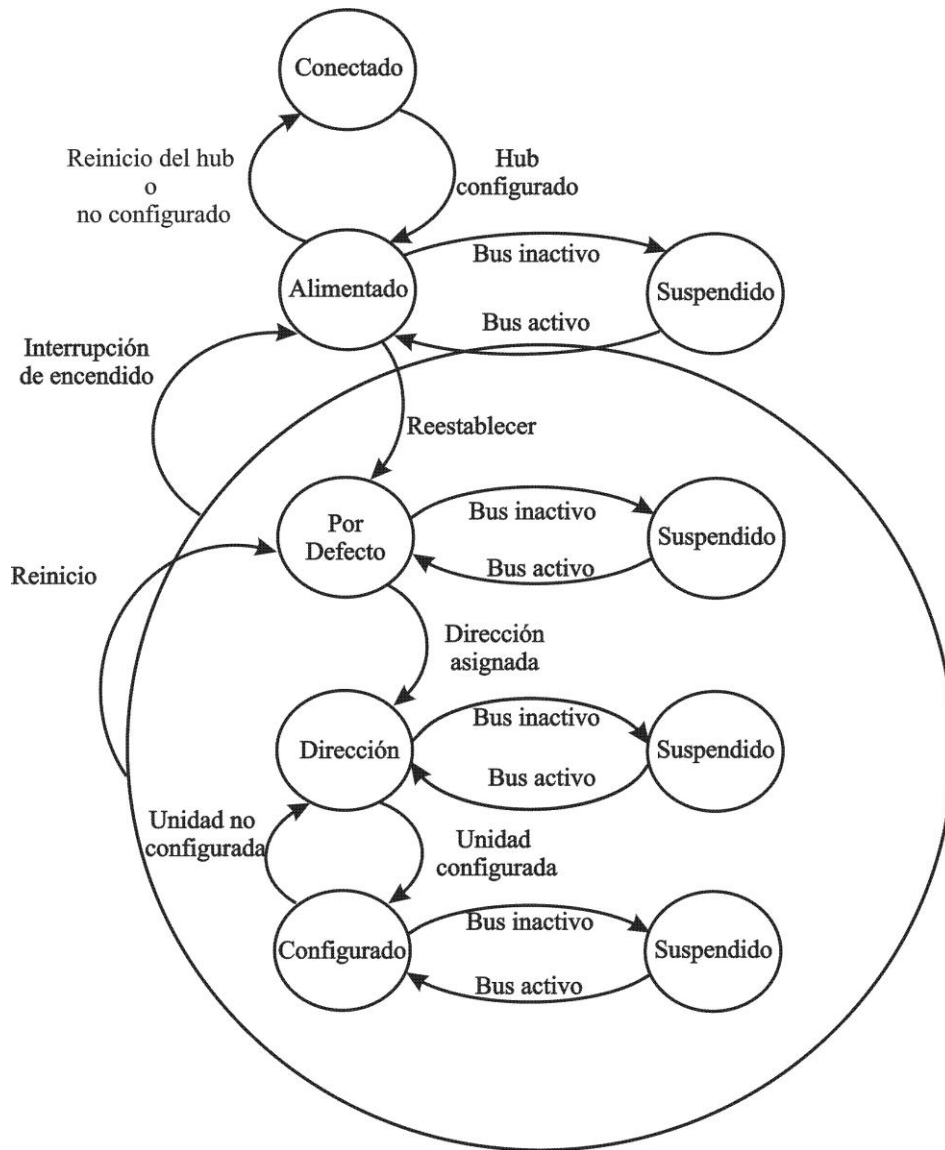 Conectado
Reinicio del hub
o
no configurado
Hub
configurado
Alimentado
Bus inactivo
Suspendido
Bus activo
Interrupción
de encendido
Reestablecer
Por
Defecto
Bus inactivo
Suspendido
Bus activo
Reinicio
Dirección
asignada
Dirección
Bus inactivo
Suspendido
Bus activo
Unidad no
configurada
Unidad
configurada
Configurado
Bus inactivo
Suspendido
Bus activo